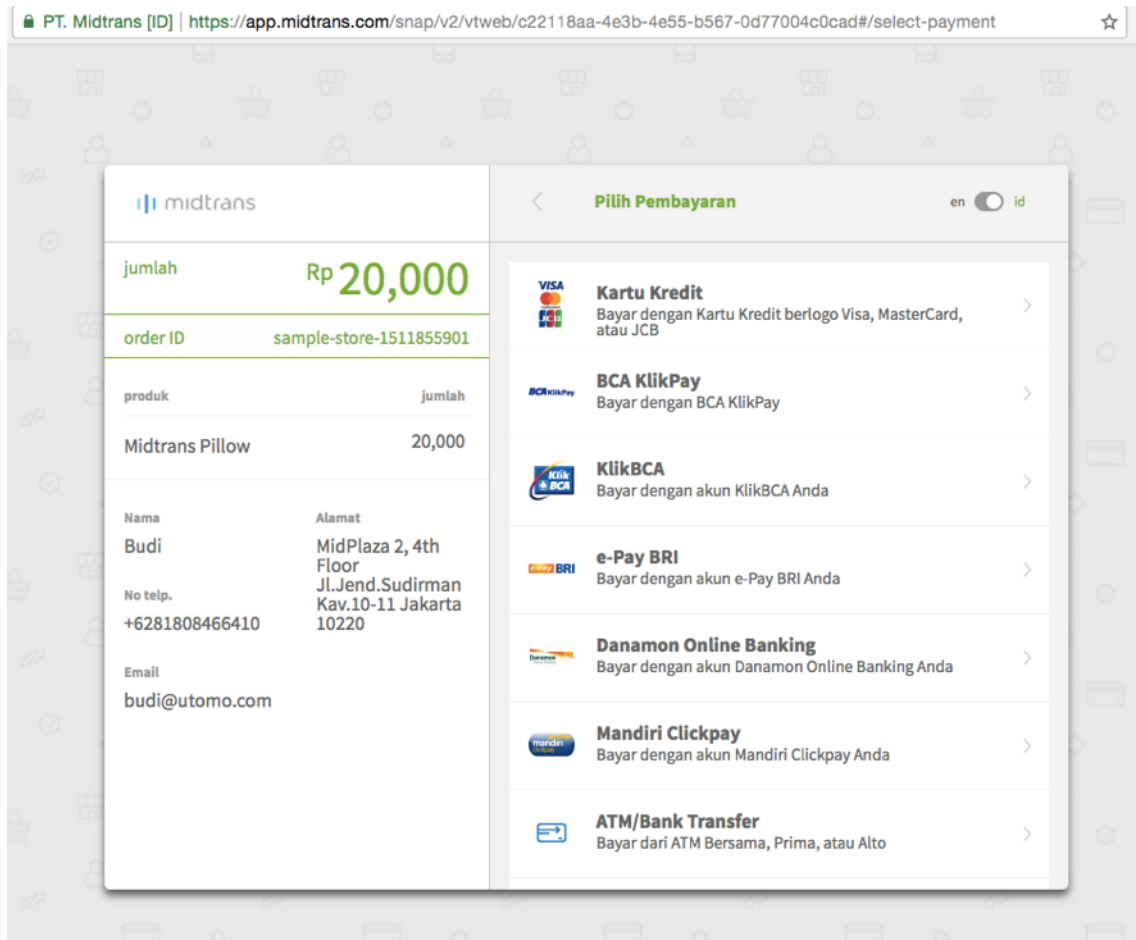 PT. Midtrans [ID] | https://app.midtrans.com/snap/v2/vtweb/c22118aa-4e3b-4e55-b567-0d77004c0cad#/select-payment
midtrans
jumlah Rp 20,000
order ID sample-store-1511855901
produk jumlah
Midtrans Pillow 20,000
Nama
Budi
No telp.
+6281808466410
Email
budi@utomo.com
Alamat
MidPlaza 2, 4th
Floor
Jl.Jend.Sudirman
Kav.10-11 Jakarta
10220
Pilih Pembayaran en id
VISA
JCB
Kartu Kredit
Bayar dengan Kartu Kredit berlogo Visa, MasterCard,
atau JCB
BCA KlikPay
BCA KlikPay
Bayar dengan BCA KlikPay
Klik
BCA
KlikBCA
Bayar dengan akun KlikBCA Anda
e-Pay BRI
e-Pay BRI
Bayar dengan akun e-Pay BRI Anda
Danamon
Danamon Online Banking
Bayar dengan akun Danamon Online Banking Anda
mandiri
clickpay
Mandiri Clickpay
Bayar dengan akun Mandiri Clickpay Anda
ATM/Bank Transfer
Bayar dari ATM Bersama, Prima, atau Alto